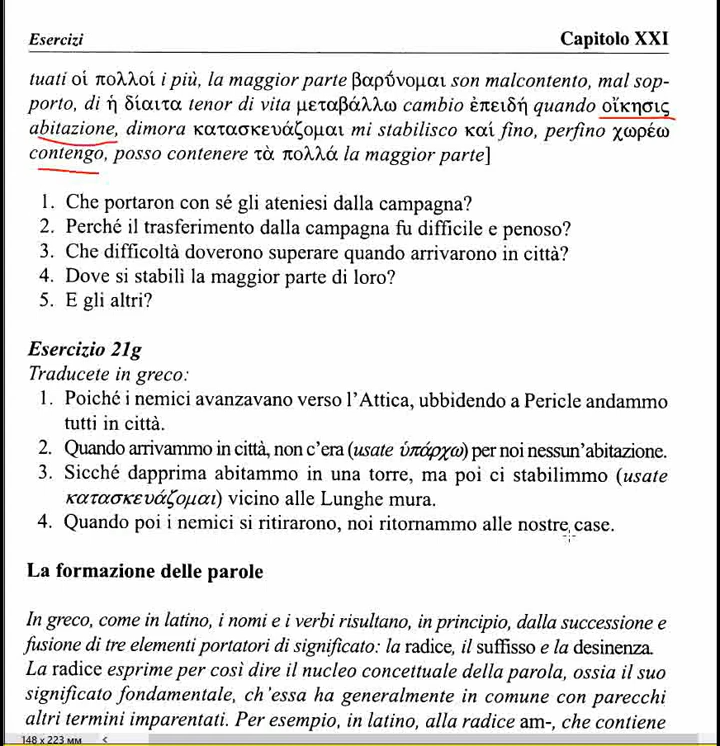 Esercizi Capitolo XXI
tuati οἱ πολλοί i più, la maggior parte βαρύνομαι son malcontento, mal sop-
porto, di ἡ δίαιτα tenor di vita μεταβάλλω cambio ἐπειδή quando οἴκησις
abitazione, dimora κατασκευάζομαι mi stabilisco καί fino, perfino χωρέω
contengo, posso contenere τὰ πολλά la maggior parte]
1. Che portaron con sé gli ateniesi dalla campagna?
2. Perché il trasferimento dalla campagna fu difficile e penoso?
3. Che difficoltà doverono superare quando arrivarono in città?
4. Dove si stabilì la maggior parte di loro?
5. E gli altri?
Esercizio 21g
Traducete in greco:
1. Poiché i nemici avanzavano verso l’Attica, ubbidendo a Pericle andammo
tutti in città.
2. Quando arrivammo in città, non c’era (usate ὑπάρχω) per noi nessun’abitazione.
3. Sicché dapprima abitammo in una torre, ma poi ci stabilimmo (usate
κατασκευάζομαι) vicino alle Lunghe mura.
4. Quando poi i nemici si ritirarono, noi ritornammo alle nostre case.
La formazione delle parole
In greco, come in latino, i nomi e i verbi risultano, in principio, dalla successione e
fusione di tre elementi portatori di significato: la radice, il suffisso e la desinenza.
La radice esprime per così dire il nucleo concettuale della parola, ossia il suo
significato fondamentale, ch’essa ha generalmente in comune con parecchi
altri termini imparentati. Per esempio, in latino, alla radice am-, che contiene
148 x 223 мм <